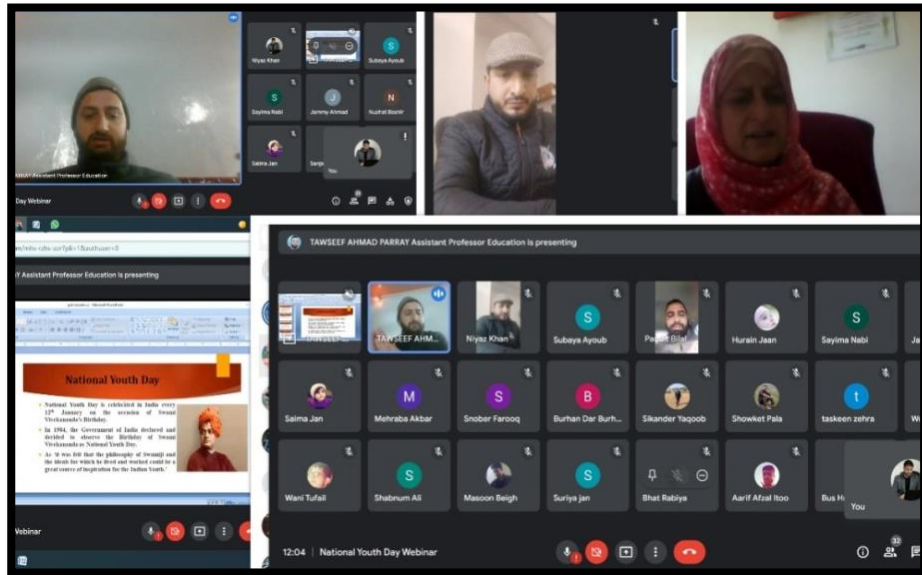 Niyaz Khan
Subaya Ayoub
Sayima Nabi
Jammy Ahmad
Nuzhat Bashir
Saima Jan
You
Assistant Professor Education
Day Webinar
Assistant Professor Education is presenting
National Youth Day
National Youth Day is celebrated in India every
12th January on the occasion of Swami
Vivekananda's Birthday.
In 1984, the Government of India declared and
decided to observe the Birthday of Swami
Vivekananda as National Youth Day.
As 'it was felt that the philosophy of Swamiji and
the ideals for which he lived and worked could be a
great source of inspiration for the Indian Youth.'
Webinar
TAWSEEF AHMAD PARRAY Assistant Professor Education is presenting
TAWSEEF AHM...
Niyaz Khan
Subaya Ayoub
Bilal
Hurain Jaan
Sayima Nabi
Ja
Saima Jan
Mehraba Akbar
Snober Farooq
Burhan Dar Burh...
Sikander Yaqoob
Showket Pala
taskeen zehra
Wani Tufail
Shabnum Ali
Masoon Beigh
Suriya jan
Bhat Rabiya
Aarif Afzal Itoo
You
12:04 | National Youth Day Webinar
32